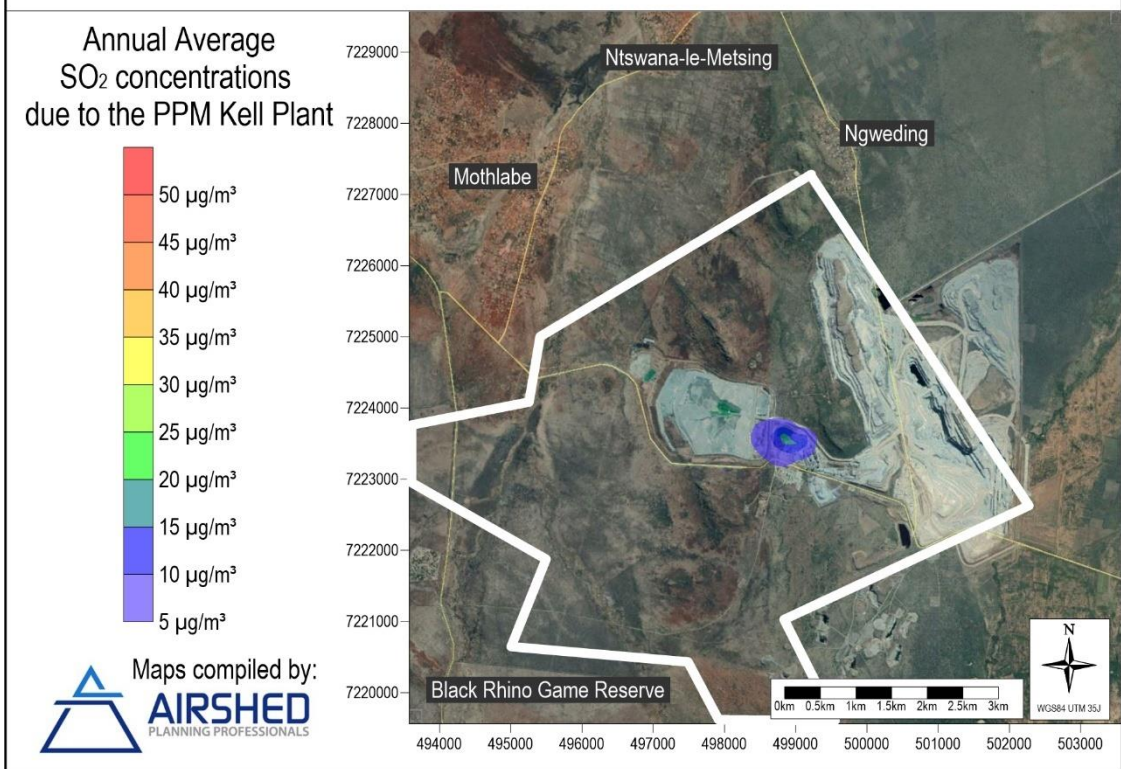 Annual Average
SO₂ concentrations
due to the PPM Kell Plant
50 µg/m³
45 µg/m³
40 µg/m³
35 µg/m³
30 µg/m³
25 µg/m³
20 µg/m³
15 µg/m³
10 µg/m³
5 µg/m³
Maps compiled by:
AIRSHED
PLANNING PROFESSIONALS
7229000
7228000
7227000
7226000
7225000
7224000
7223000
7222000
7221000
7220000
Ntswana-le-Metsing
Ngweding
Mothlabe
Black Rhino Game Reserve
0km 0.5km 1km 1.5km 2km 2.5km 3km
N
WGS84 UTM 35J
494000 495000 496000 497000 498000 499000 500000 501000 502000 503000